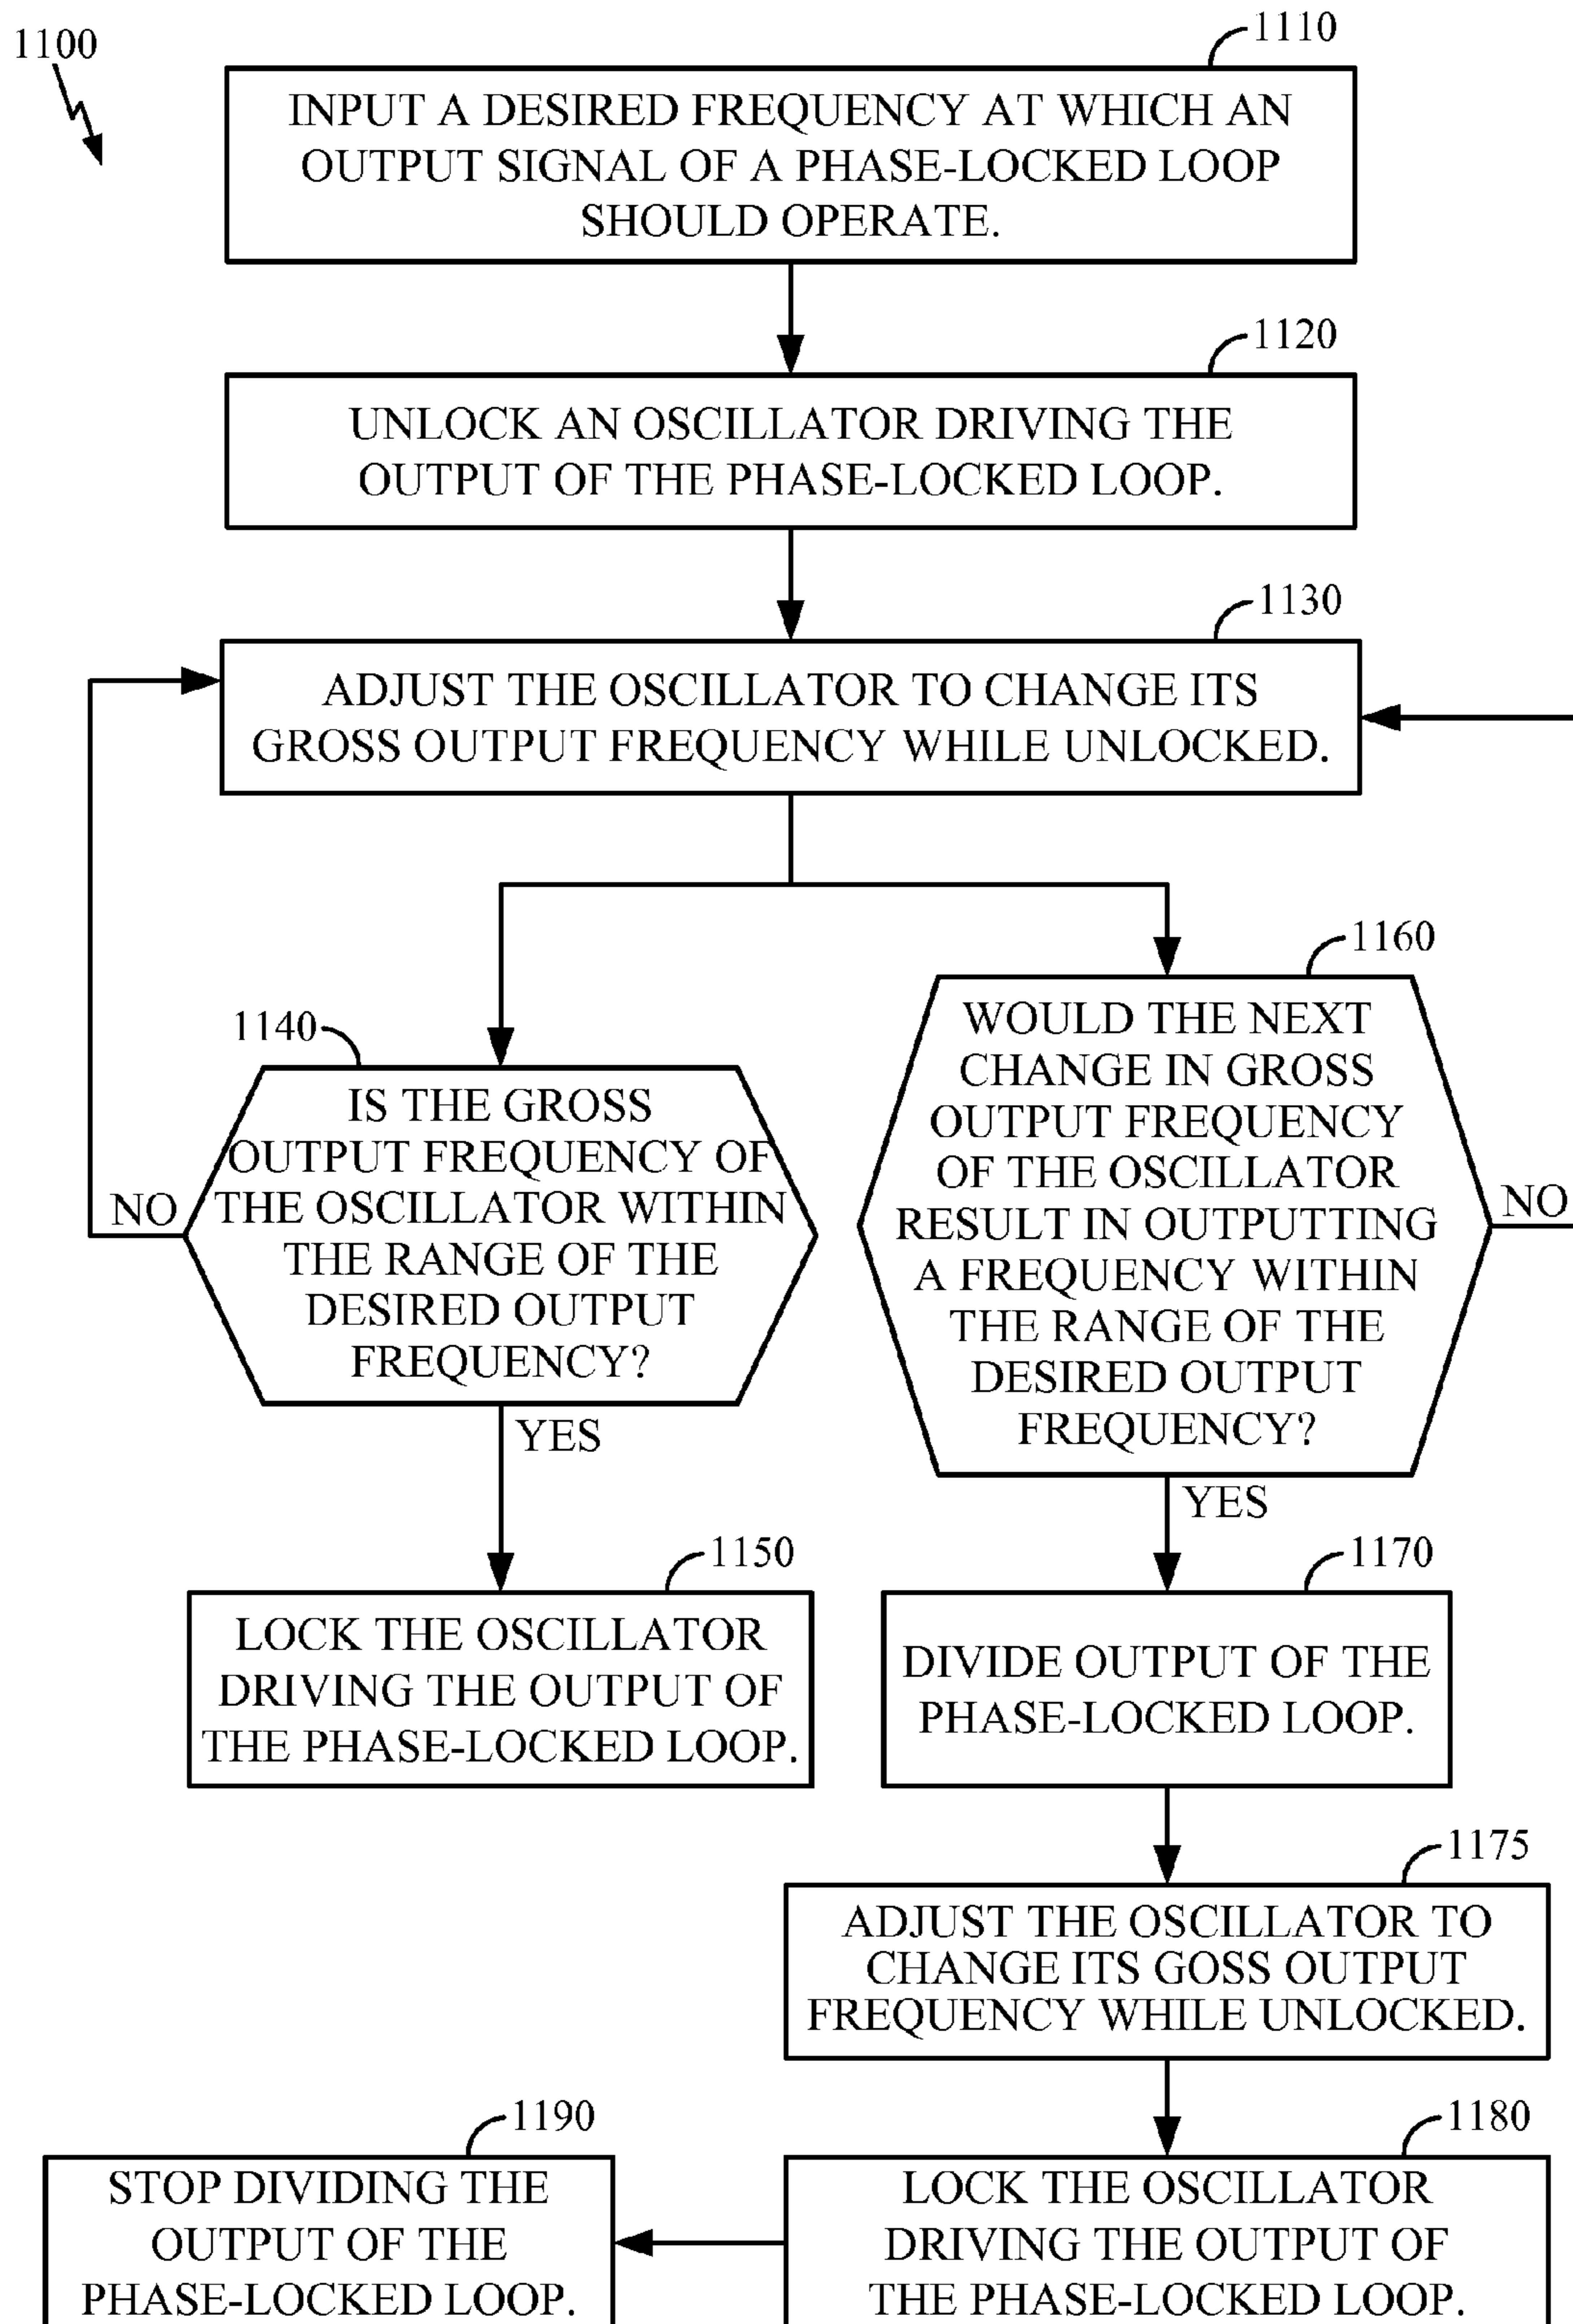 1100
1110
INPUT A DESIRED FREQUENCY AT WHICH AN
OUTPUT SIGNAL OF A PHASE-LOCKED LOOP
SHOULD OPERATE.
1120
UNLOCK AN OSCILLATOR DRIVING THE
OUTPUT OF THE PHASE-LOCKED LOOP.
1130
ADJUST THE OSCILLATOR TO CHANGE ITS
GROSS OUTPUT FREQUENCY WHILE UNLOCKED.
1140
IS THE GROSS
OUTPUT FREQUENCY OF
THE OSCILLATOR WITHIN
THE RANGE OF THE
DESIRED OUTPUT
FREQUENCY?
NO
YES
1150
LOCK THE OSCILLATOR
DRIVING THE OUTPUT OF
THE PHASE-LOCKED LOOP.
1160
WOULD THE NEXT
CHANGE IN GROSS
OUTPUT FREQUENCY
OF THE OSCILLATOR
RESULT IN OUTPUTTING
A FREQUENCY WITHIN
THE RANGE OF THE
DESIRED OUTPUT
FREQUENCY?
NO
YES
1170
DIVIDE OUTPUT OF THE
PHASE-LOCKED LOOP.
1175
ADJUST THE OSCILLATOR TO
CHANGE ITS GOSS OUTPUT
FREQUENCY WHILE UNLOCKED.
1180
LOCK THE OSCILLATOR
DRIVING THE OUTPUT OF
THE PHASE-LOCKED LOOP.
1190
STOP DIVIDING THE
OUTPUT OF THE
PHASE-LOCKED LOOP.